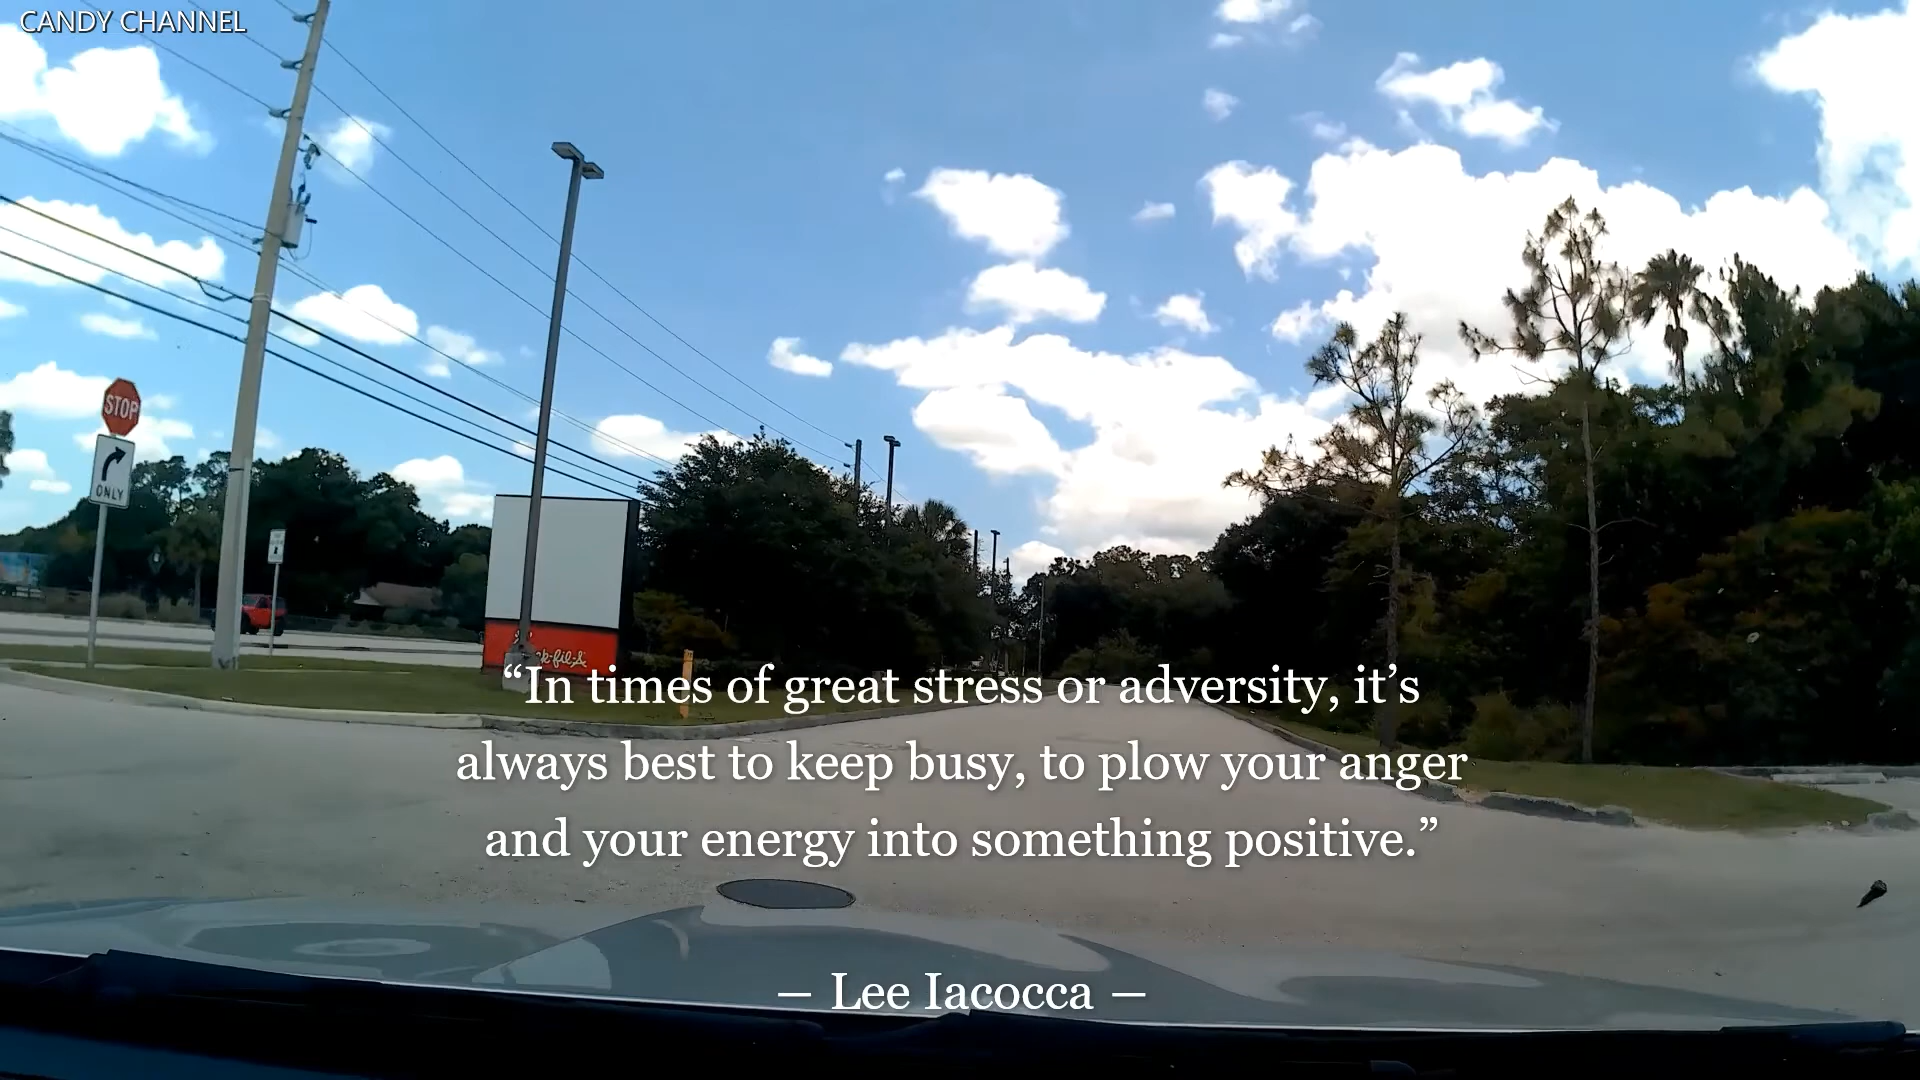 CANDY CHANNEL
STOP
ONLY
k-fil-A
“In times of great stress or adversity, it’s
always best to keep busy, to plow your anger
and your energy into something positive.”
— Lee Iacocca —